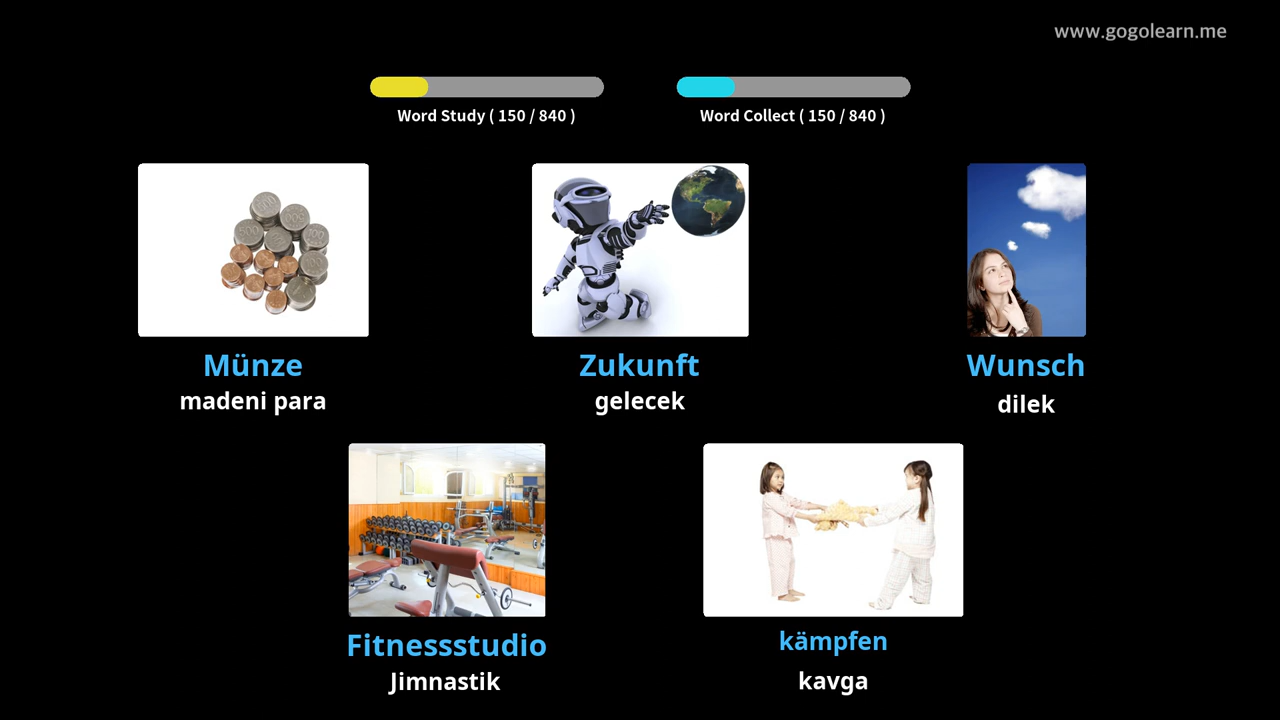 www.gogolearn.me
Word Study ( 150 / 840 )
Word Collect ( 150 / 840 )
Münze
madeni para
Zukunft
gelecek
Wunsch
dilek
Fitnessstudio
Jimnastik
kämpfen
kavga